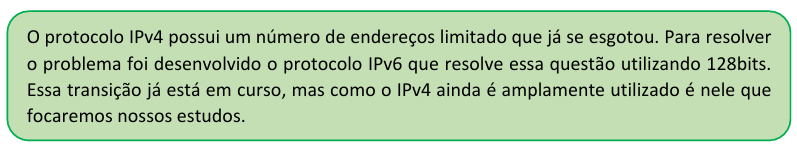 O protocolo IPv4 possui um número de endereços limitado que já se esgotou. Para resolver
o problema foi desenvolvido o protocolo IPv6 que resolve essa questão utilizando 128bits.
Essa transição já está em curso, mas como o IPv4 ainda é amplamente utilizado é nele que
focaremos nossos estudos.